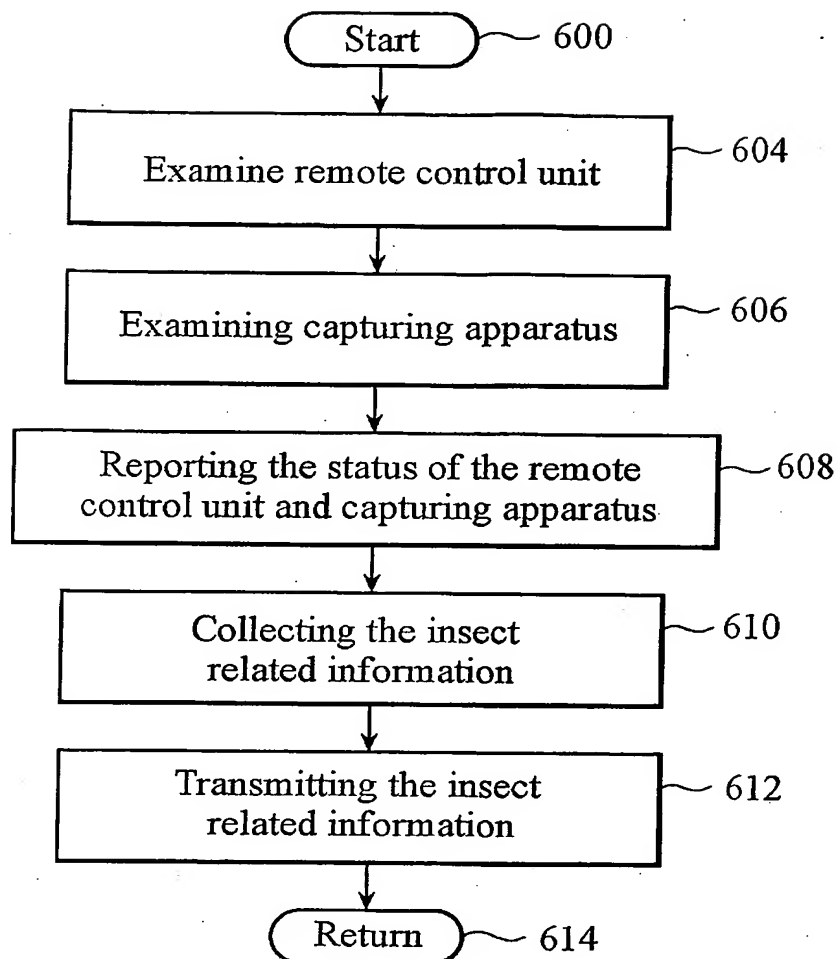 Start
600
Examine remote control unit
604
Examining capturing apparatus
606
Reporting the status of the remote
control unit and capturing apparatus
608
Collecting the insect
related information
610
Transmitting the insect
related information
612
Return
614